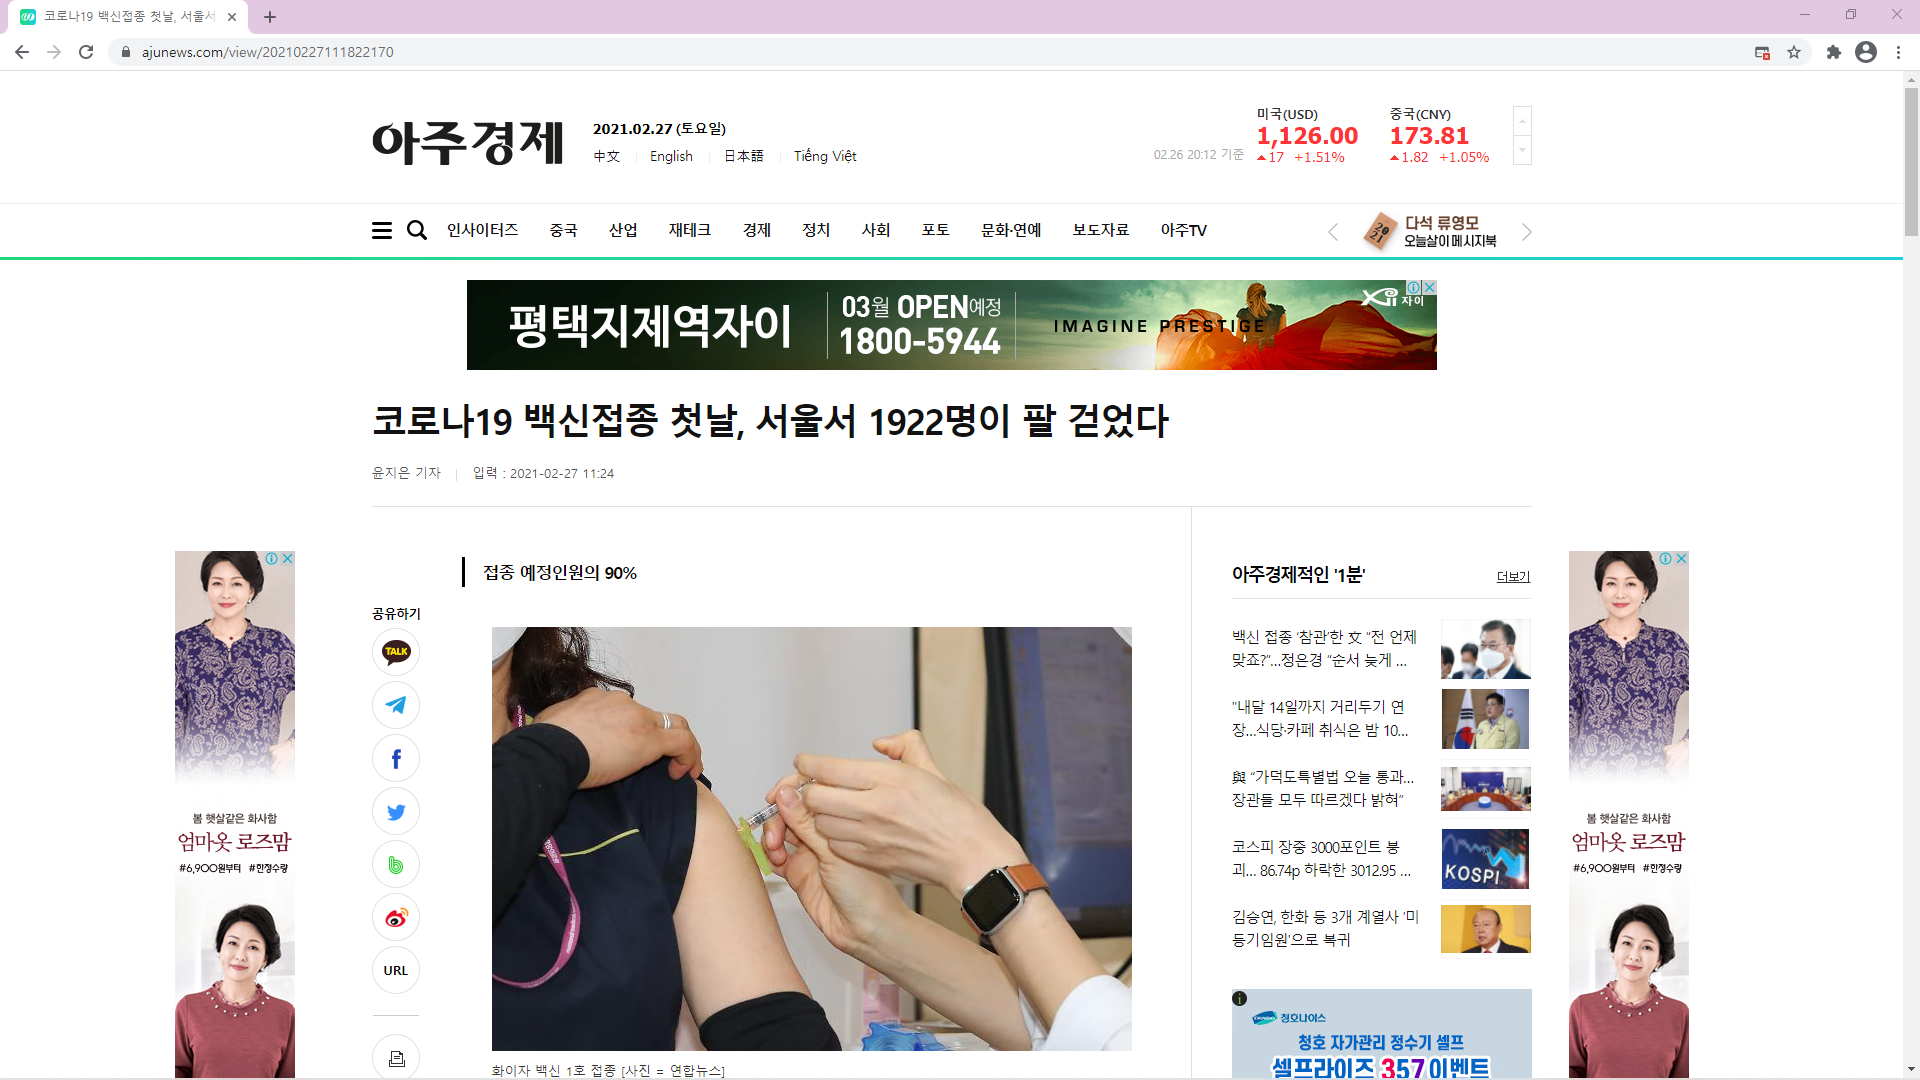 코로나19 백신접종 첫날, 서울서
ajunews.com/view/20210227111822170
아주경제
2021.02.27 (토요일)
中文 English 日本語 Tiếng Việt
02.26 20:12 기준
미국(USD)
1,126.00
17 +1.51%
중국(CNY)
173.81
1.82 +1.05%
인사이터즈 중국 산업 재테크 경제 정치 사회 포토 문화·연예 보도자료 아주TV
2021
다석 류영모
오늘살이 메시지북
평택지제역자이
03월 OPEN예정
1800-5944
IMAGINE PRESTIGE
Xi 자이
코로나19 백신접종 첫날, 서울서 1922명이 팔 걷었다
윤지은 기자 입력 : 2021-02-27 11:24
접종 예정인원의 90%
공유하기
TALK
URL
화이자 백신 1호 접종 [사진 = 연합뉴스]
아주경제적인 '1분'
더보기
백신 접종 ‘참관’한 文 “전 언제
맞죠?”…정은경 “순서 늦게 ...
"내달 14일까지 거리두기 연
장…식당·카페 취식은 밤 10...
與 “가덕도특별법 오늘 통과…
장관들 모두 따르겠다 밝혀”
코스피 장중 3000포인트 붕
괴… 86.74p 하락한 3012.95 ...
KOSPI
김승연, 한화 등 3개 계열사 '미
등기임원'으로 복귀
청호나이스
청호 자가관리 정수기 셀프
셀프라이즈 357 이벤트
봄 햇살같은 화사함
엄마옷 로즈맘
#6,900원부터 #한정수량
봄 햇살같은 화사함
엄마옷 로즈맘
#6,900원부터 #한정수량